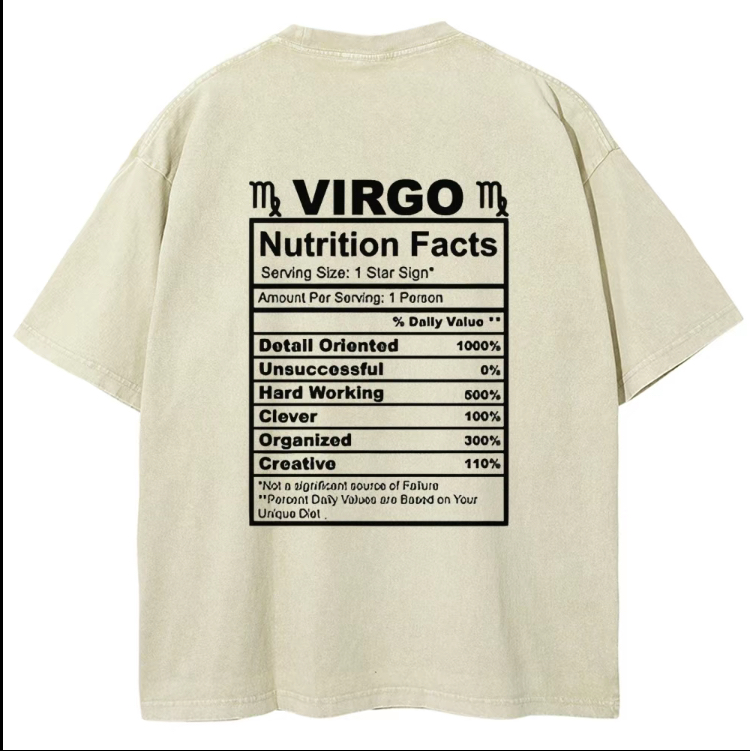 ♍ VIRGO ♍
Nutrition Facts
Serving Size: 1 Star Sign*
Amount Per Serving: 1 Person
% Daily Value **
Detail Oriented 1000%
Unsuccessful 0%
Hard Working 500%
Clever 100%
Organized 300%
Creative 110%
*Not a significant source of Failure
**Percent Daily Values are Based on Your
Unique Diet .